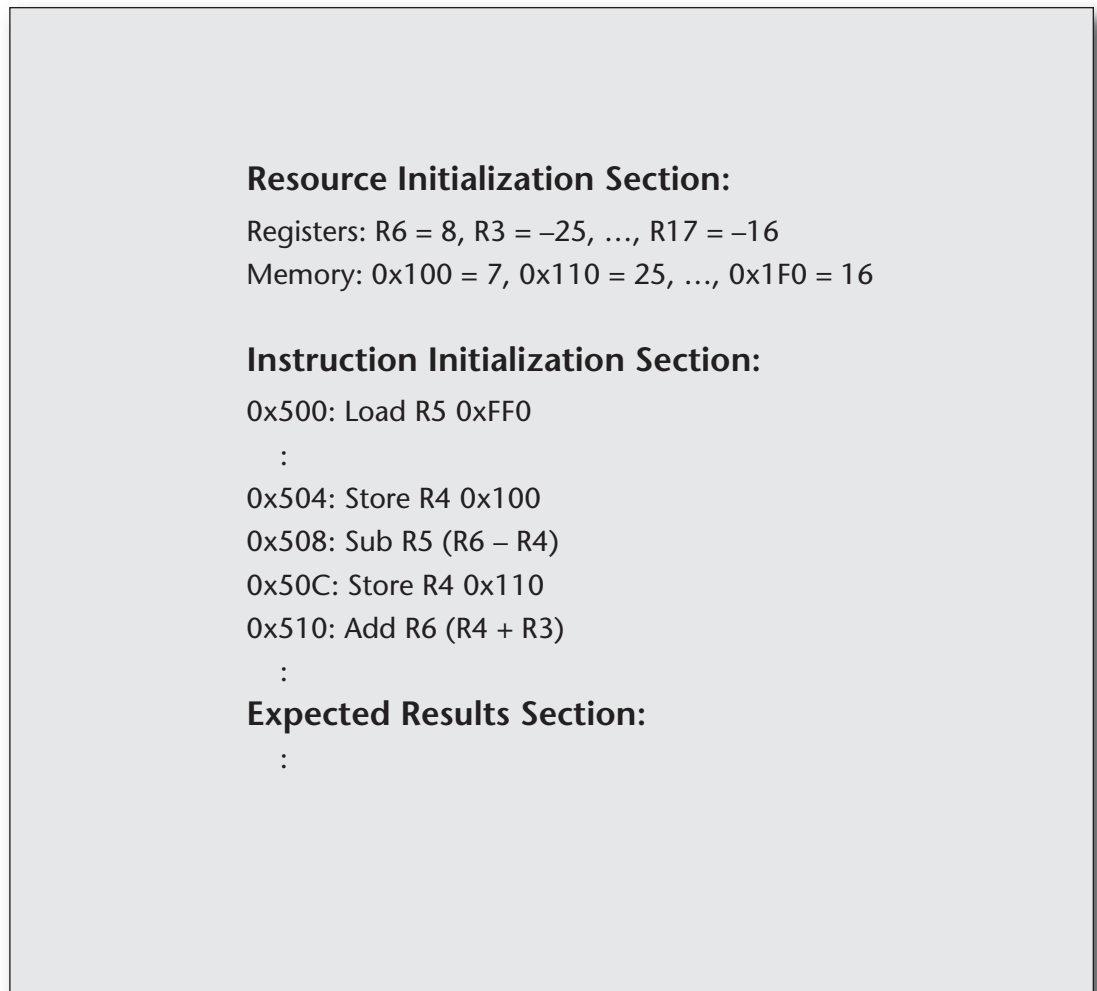 Resource Initialization Section:
Registers: R6 = 8, R3 = –25, …, R17 = –16
Memory: 0x100 = 7, 0x110 = 25, …, 0x1F0 = 16
Instruction Initialization Section:
0x500: Load R5 0xFF0
:
0x504: Store R4 0x100
0x508: Sub R5 (R6 – R4)
0x50C: Store R4 0x110
0x510: Add R6 (R4 + R3)
:
Expected Results Section:
: